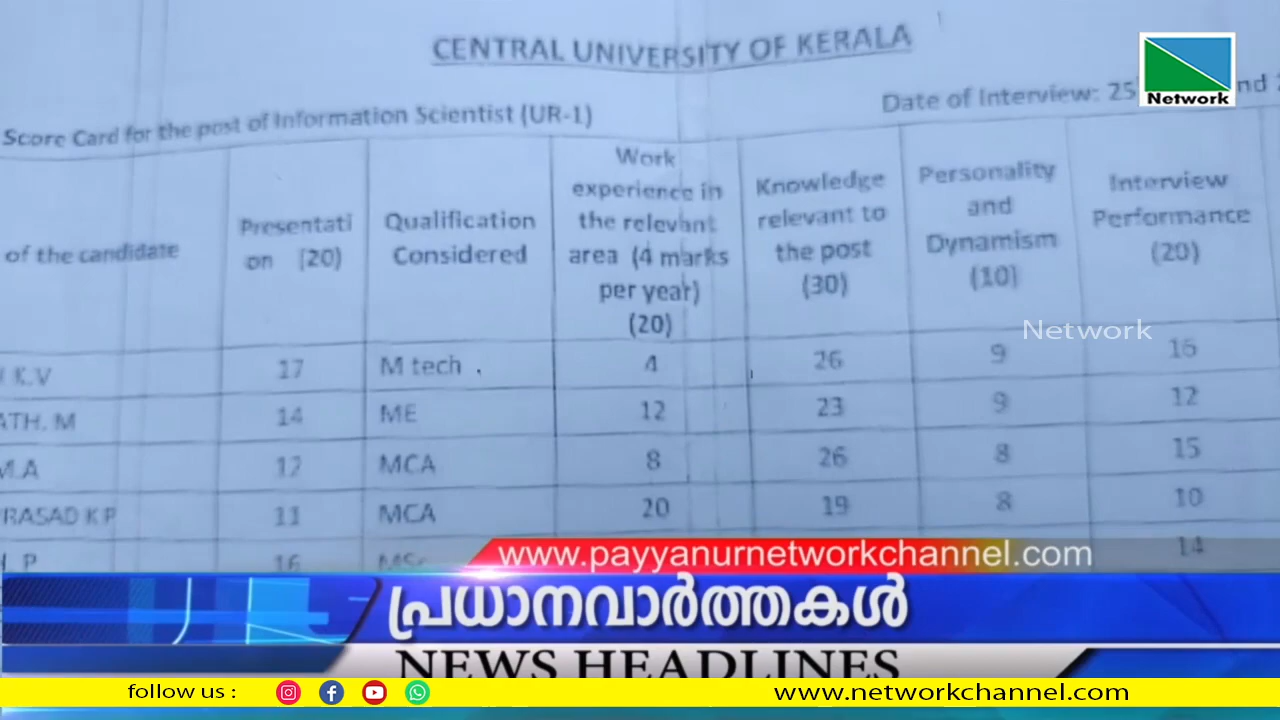 CENTRAL UNIVERSITY OF KERALA
Network
Score Card for the post of Information Scientist (UR-1)
Date of Interview: 25
of the candidate
Presentati
on (20)
Qualification
Considered
Work
experience in
the relevant
area (4 marks
per year)
(20)
Knowledge
relevant to
the post
(30)
Personality
and
Dynamism
(10)
Interview
Performance
(20)
Network
K.V 17 M tech 4 26 9 16
ATH. M 14 ME 12 23 9 12
M.A 17 MCA 8 26 8 15
PRASAD K P 11 MCA 20 19 8 10
P 16 MSc 14
www.payyanurnetworkchannel.com
പ്രധാനവാർത്തകൾ
NEWS HEADLINES
follow us :
www.networkchannel.com